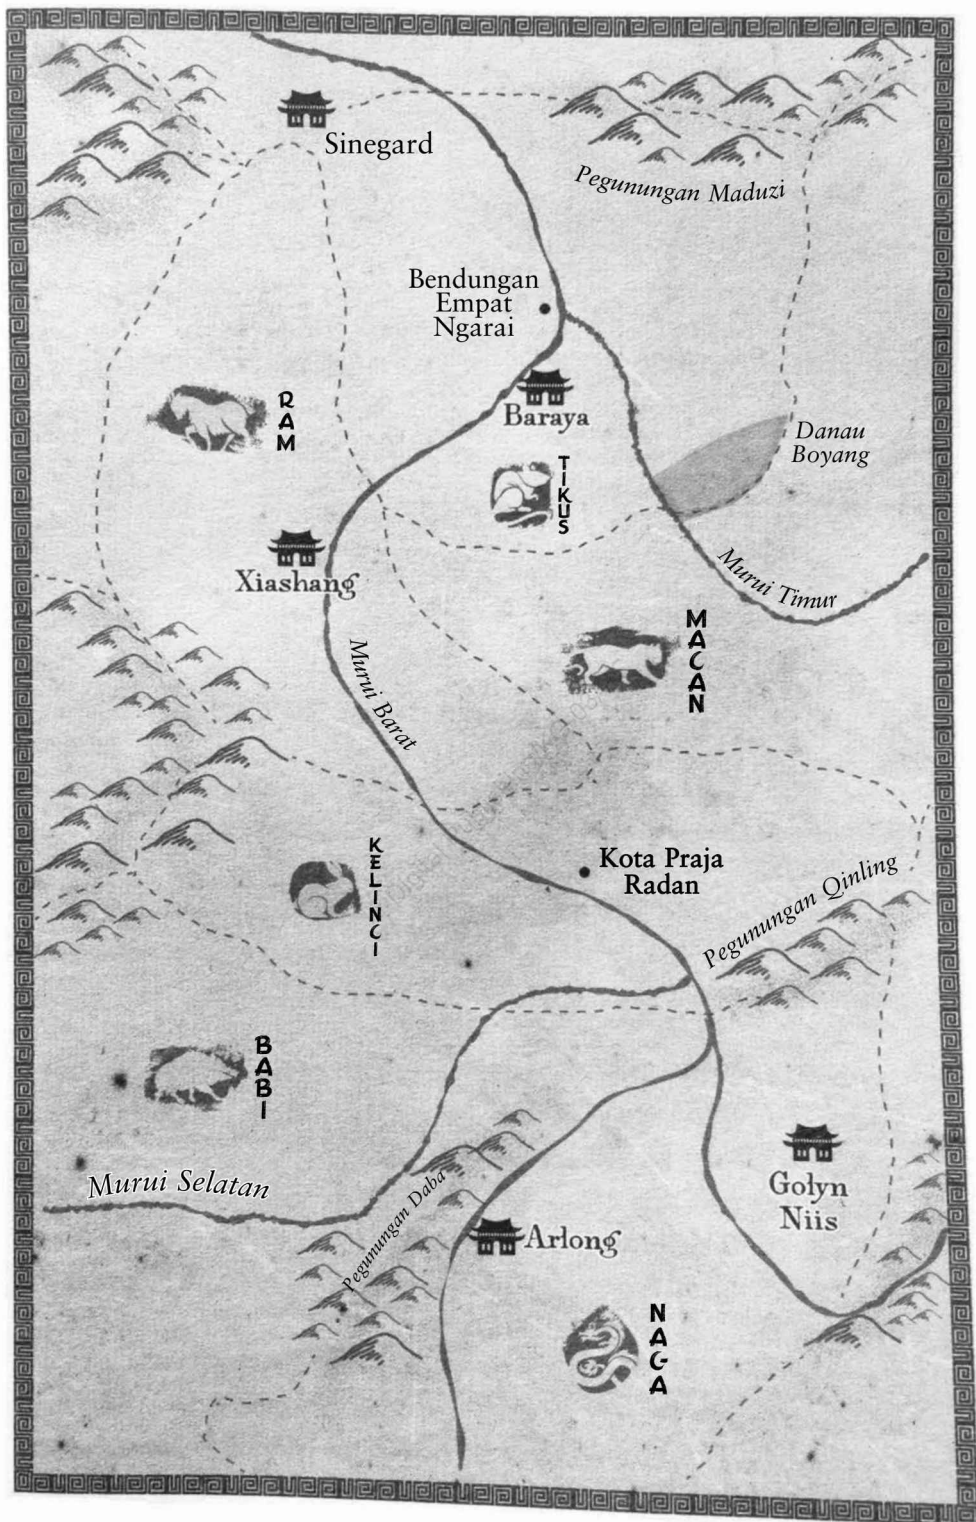 Sinegard
Pegunungan Maduzi
Bendungan
Empat
Ngarai
Baraya
RAM
TIKUS
Danau
Boyang
Xiashang
Murui Timur
MACAN
Murui Barat
KELINCI
Kota Praja
Radan
Pegunungan Qinling
BABI
Murui Selatan
Pegunungan Daba
Golyn
Niis
Arlong
NAGA